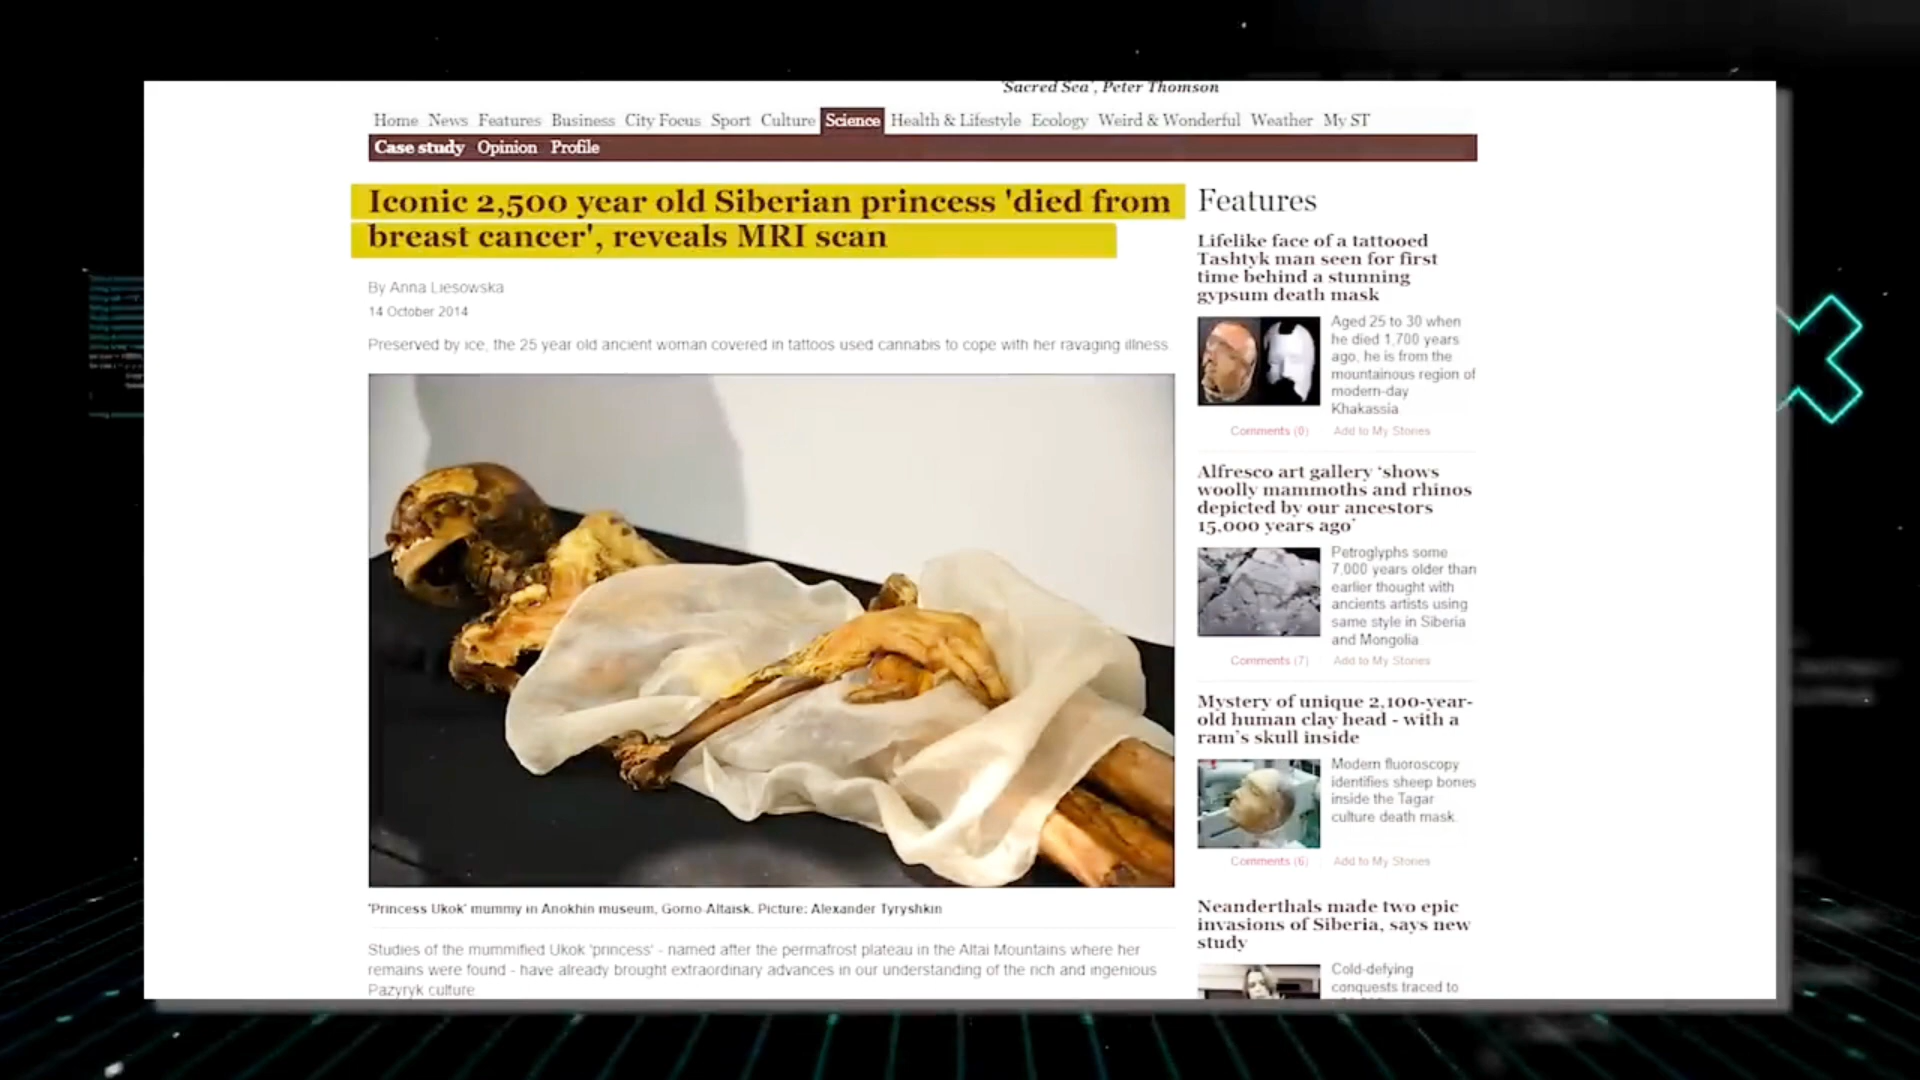 'Sacred Sea', Peter Thomson
Home News Features Business City Focus Sport Culture Science Health & Lifestyle Ecology Weird & Wonderful Weather My ST
Case study Opinion Profile
Iconic 2,500 year old Siberian princess 'died from
breast cancer', reveals MRI scan
By Anna Liesowska
14 October 2014
Preserved by ice, the 25 year old ancient woman covered in tattoos used cannabis to cope with her ravaging illness.
'Princess Ukok' mummy in Anokhin museum, Gorno-Altaisk. Picture: Alexander Tyryshkin
Studies of the mummified Ukok 'princess' - named after the permafrost plateau in the Altai Mountains where her
remains were found - have already brought extraordinary advances in our understanding of the rich and ingenious
Pazyryk culture
Features
Lifelike face of a tattooed
Tashtyk man seen for first
time behind a stunning
gypsum death mask
Aged 25 to 30 when
he died 1,700 years
ago, he is from the
mountainous region of
modern-day
Khakassia
Comments (0) Add to My Stories
Alfresco art gallery 'shows
woolly mammoths and rhinos
depicted by our ancestors
15,000 years ago'
Petroglyphs some
7,000 years older than
earlier thought with
ancients artists using
same style in Siberia
and Mongolia
Comments (7) Add to My Stories
Mystery of unique 2,100-year-
old human clay head - with a
ram's skull inside
Modern fluoroscopy
identifies sheep bones
inside the Tagar
culture death mask.
Comments (6) Add to My Stories
Neanderthals made two epic
invasions of Siberia, says new
study
Cold-defying
conquests traced to